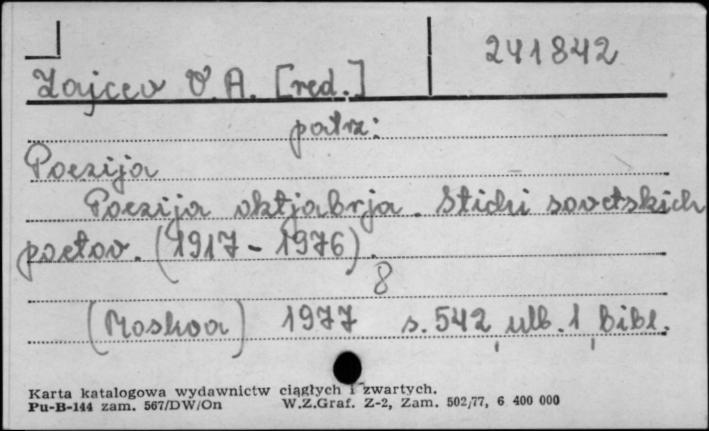 241842
Zajcev V. A. [red.]
patrz:
Poezija
Poezija oktjabrja. Stichi sovetskich
poetov. (1917 - 1976).
8
(Moskva) 1977 s. 542, ulb. 1, bibl.
Karta katalogowa wydawnictw ciągłych i zwartych.
Pu-B-144 zam. 567/DW/On W.Z.Graf. Z-2, Zam. 502/77, 6 400 000